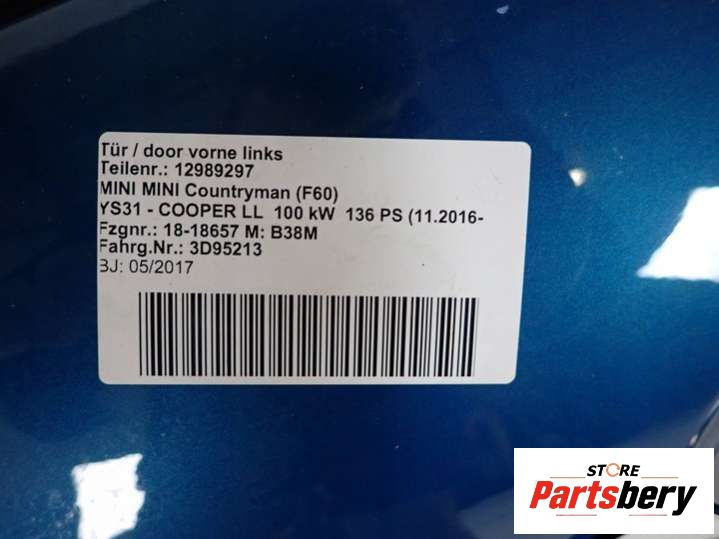 Tür / door vorne links
Teilenr.: 12989297
MINI MINI Countryman (F60)
YS31 - COOPER LL 100 kW 136 PS (11.2016-
Fzgnr.: 18-18657 M: B38M
Fahrg.Nr.: 3D95213
BJ: 05/2017
STORE
Partsbery